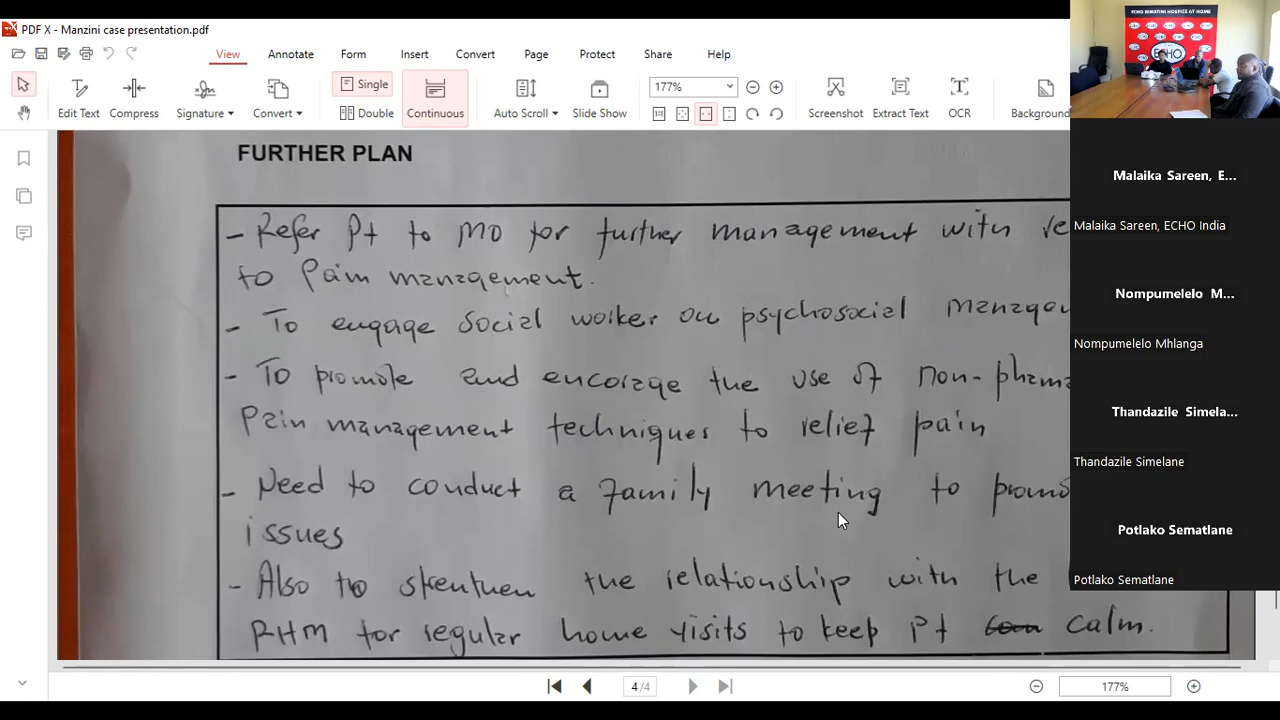 PDF X - Manzini case presentation.pdf
View Annotate Form Insert Convert Page Protect Share Help
Edit Text Compress Signature Convert Single Double Continuous Auto Scroll Slide Show 177% Screenshot Extract Text OCR Background
FURTHER PLAN
- Refer Pt to MO for further management with re
to Pain management.
- To engage social worker on psychosocial manageu
- To promote and encorage the use of non-phama
Pain management techniques to relief pain
- Need to conduct a family meeting to promo
issues
- Also to strenthen the relationship with the
RHM for regular home visits to keep Pt calm.
4/4
177%
ECHO
Malaika Sareen, E...
Malaika Sareen, ECHO India
Nompumelelo M...
Nompumelelo Mhlanga
Thandazile Simela...
Thandazile Simelane
Potlako Sematlane
Potlako Sematlane